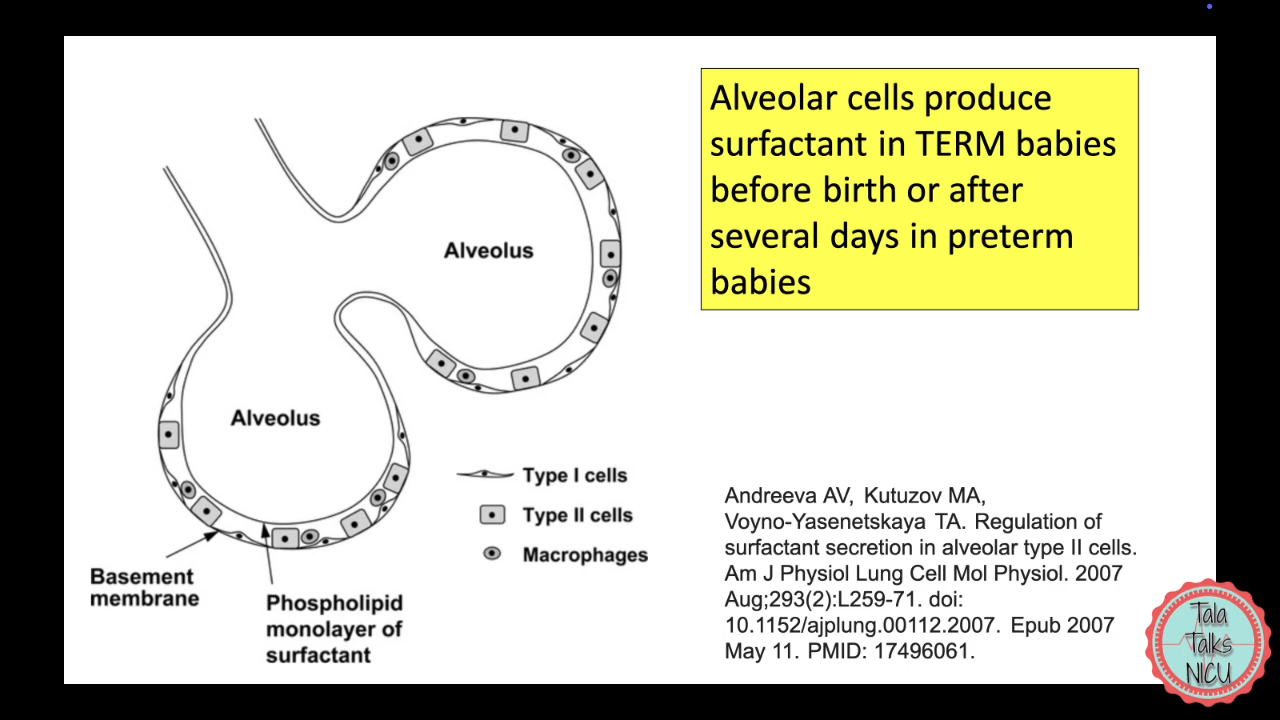 Alveolar cells produce
surfactant in TERM babies
before birth or after
several days in preterm
babies
Alveolus
Alveolus
Type I cells
Type II cells
Macrophages
Basement
membrane
Phospholipid
monolayer of
surfactant
Andreeva AV, Kutuzov MA,
Voyno-Yasenetskaya TA. Regulation of
surfactant secretion in alveolar type II cells.
Am J Physiol Lung Cell Mol Physiol. 2007
Aug;293(2):L259-71. doi:
10.1152/ajplung.00112.2007. Epub 2007
May 11. PMID: 17496061.
Tala
Talks
NICU